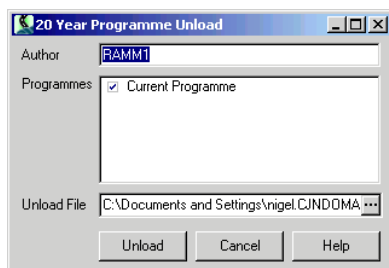 20 Year Programme Unload
Author RAMM1
Programmes Current Programme
Unload File C:\Documents and Settings\nigel.CJNDOMA ...
Unload Cancel Help